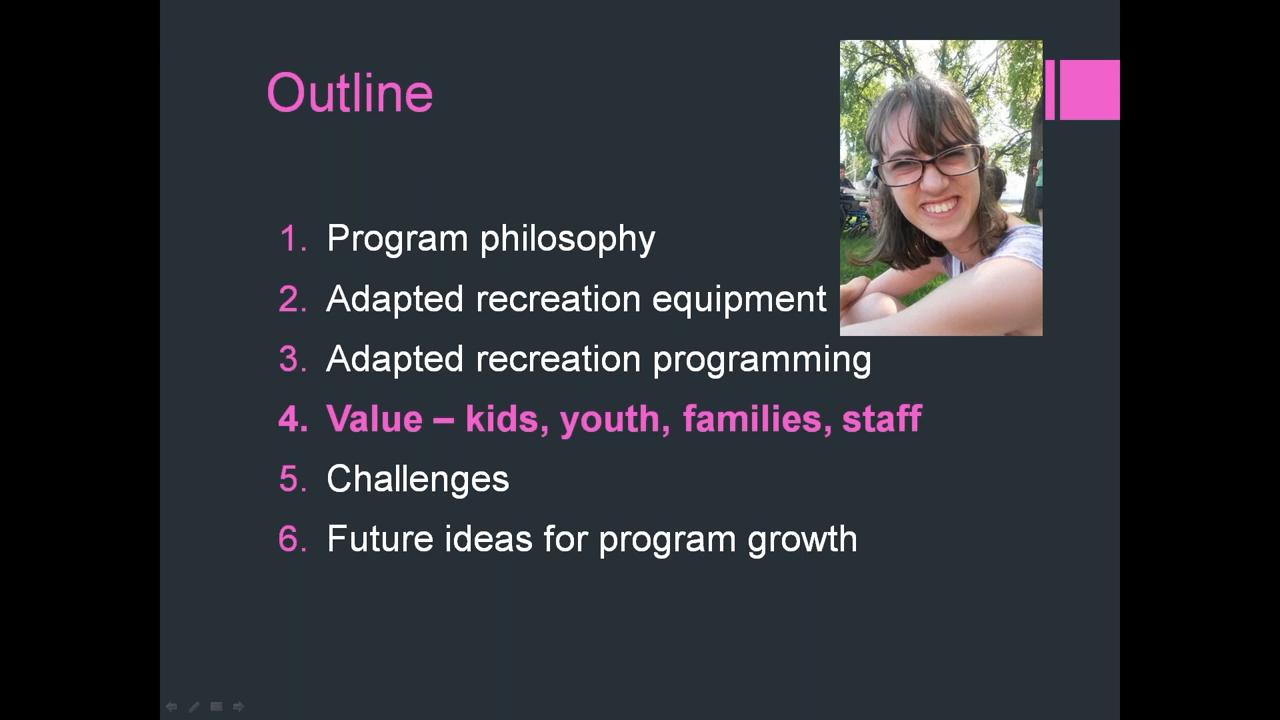 Outline
1. Program philosophy
2. Adapted recreation equipment
3. Adapted recreation programming
4. Value – kids, youth, families, staff
5. Challenges
6. Future ideas for program growth